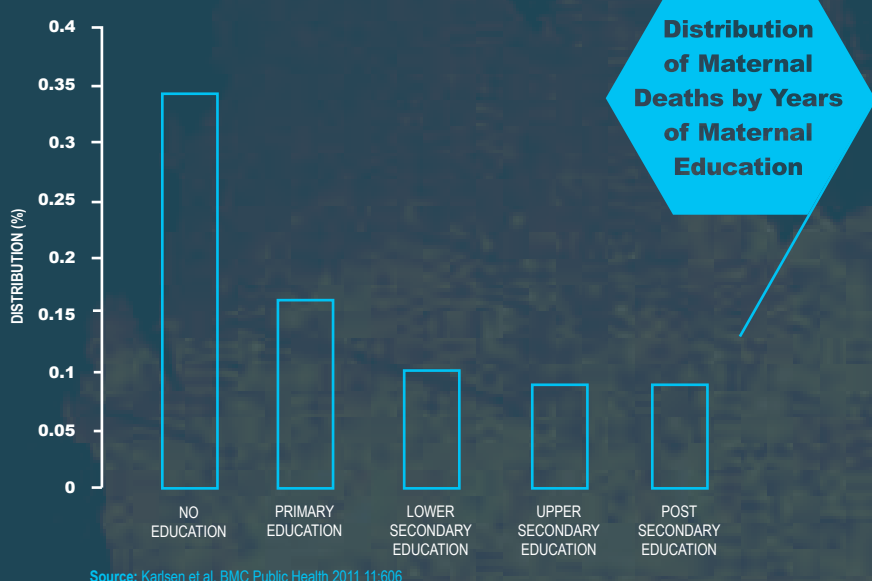 Distribution
of Maternal
Deaths by Years
of Maternal
Education
DISTRIBUTION (%)
0.4
0.35
0.3
0.25
0.2
0.15
0.1
0.05
0
NO
EDUCATION
PRIMARY
EDUCATION
LOWER
SECONDARY
EDUCATION
UPPER
SECONDARY
EDUCATION
POST
SECONDARY
EDUCATION
Source: Karlsen et al. BMC Public Health 2011 11:606